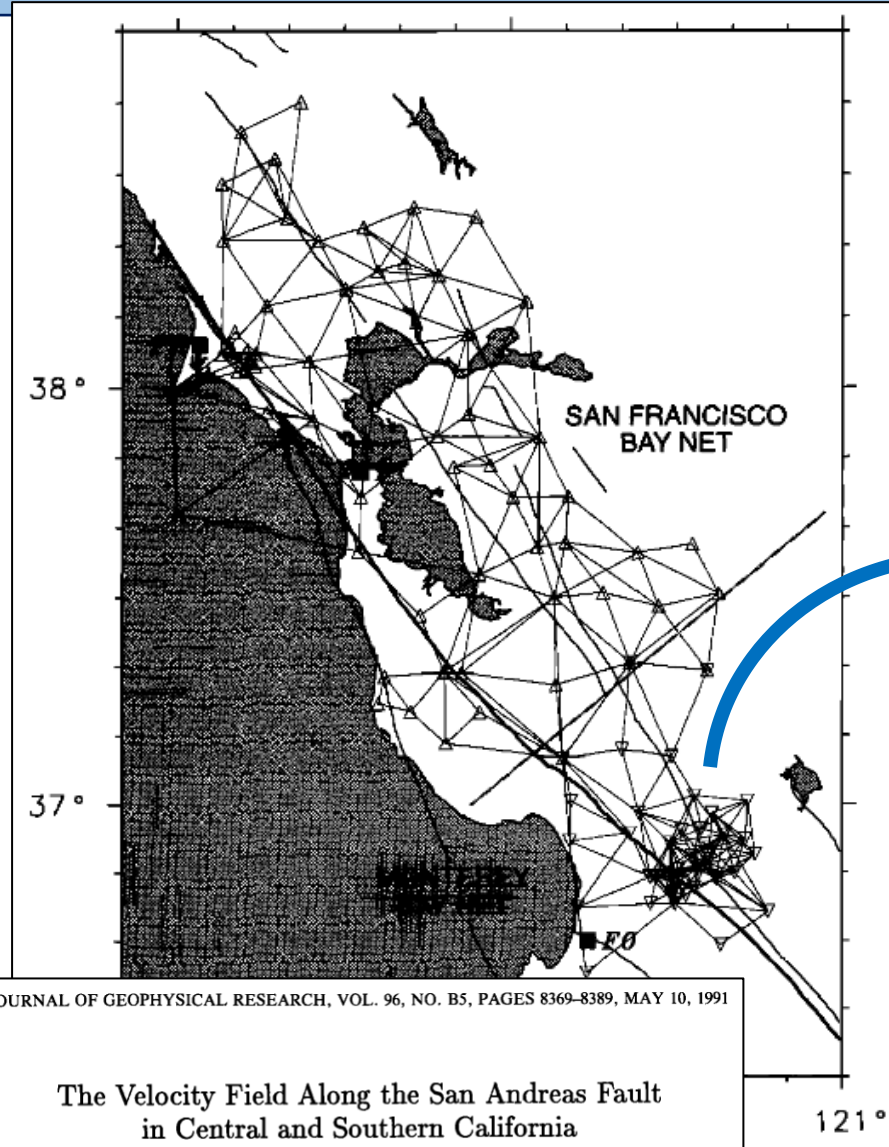 38°
SAN FRANCISCO
BAY NET
37°
FO
JOURNAL OF GEOPHYSICAL RESEARCH, VOL. 96, NO. B5, PAGES 8369–8389, MAY 10, 1991
The Velocity Field Along the San Andreas Fault
in Central and Southern California
121°